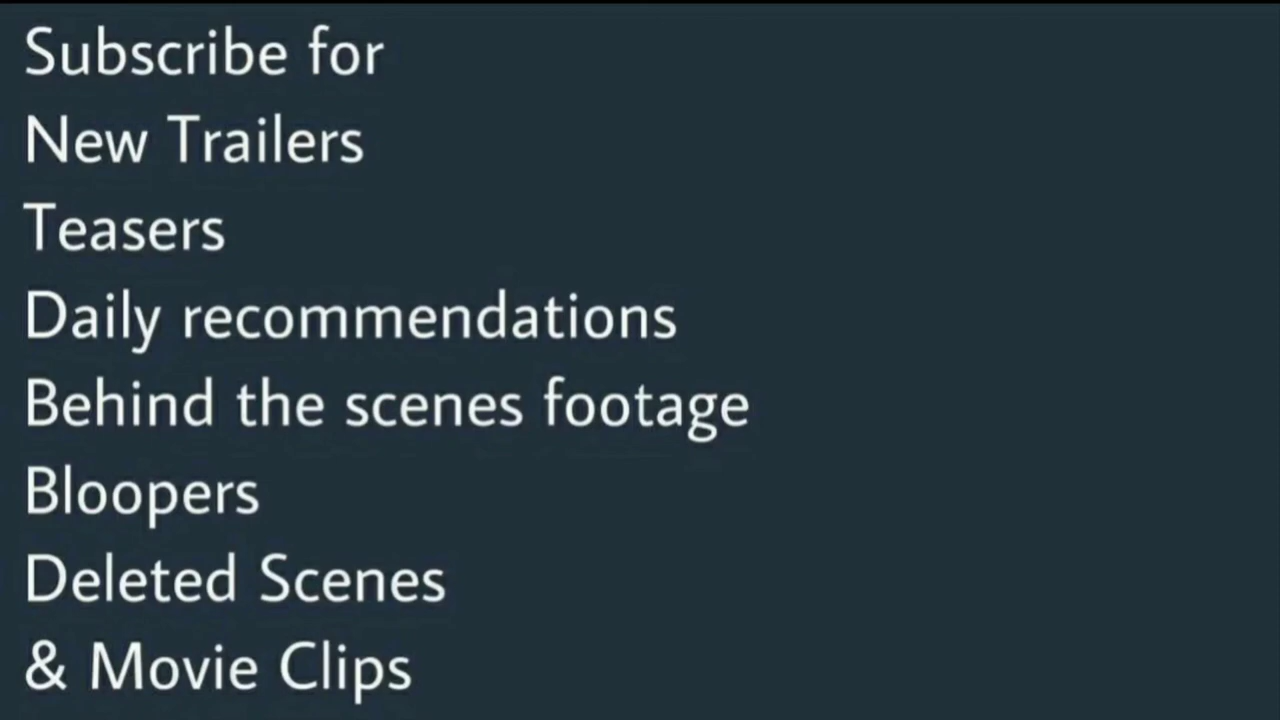 Subscribe for
New Trailers
Teasers
Daily recommendations
Behind the scenes footage
Bloopers
Deleted Scenes
& Movie Clips